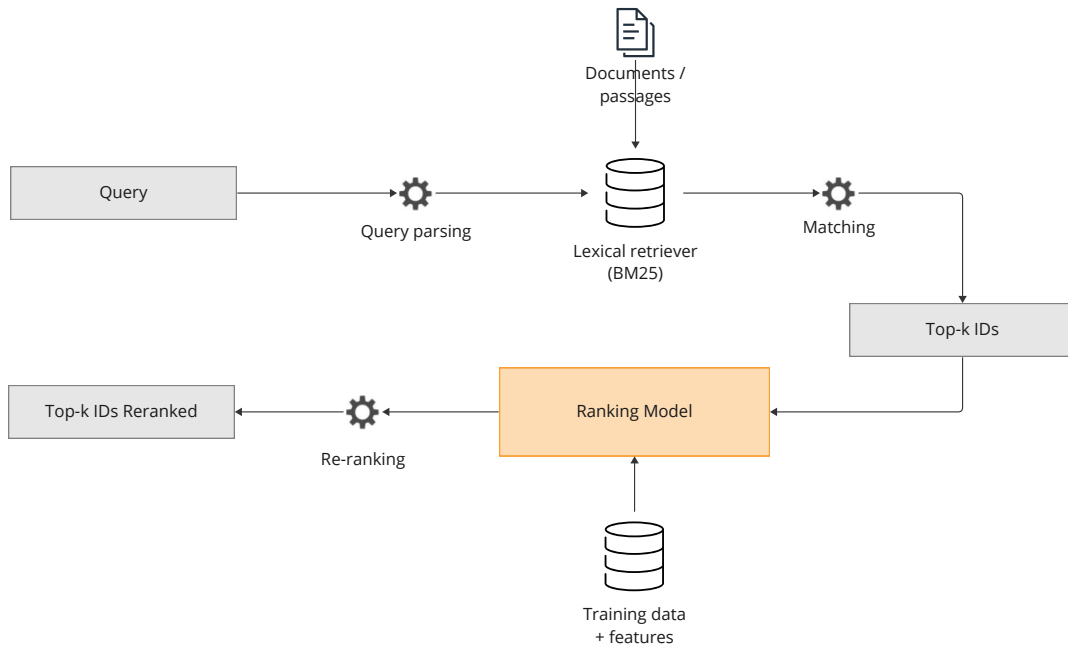 Documents /
passages
Query
Query parsing
Lexical retriever
(BM25)
Matching
Top-k IDs
Ranking Model
Top-k IDs Reranked
Re-ranking
Training data
+ features